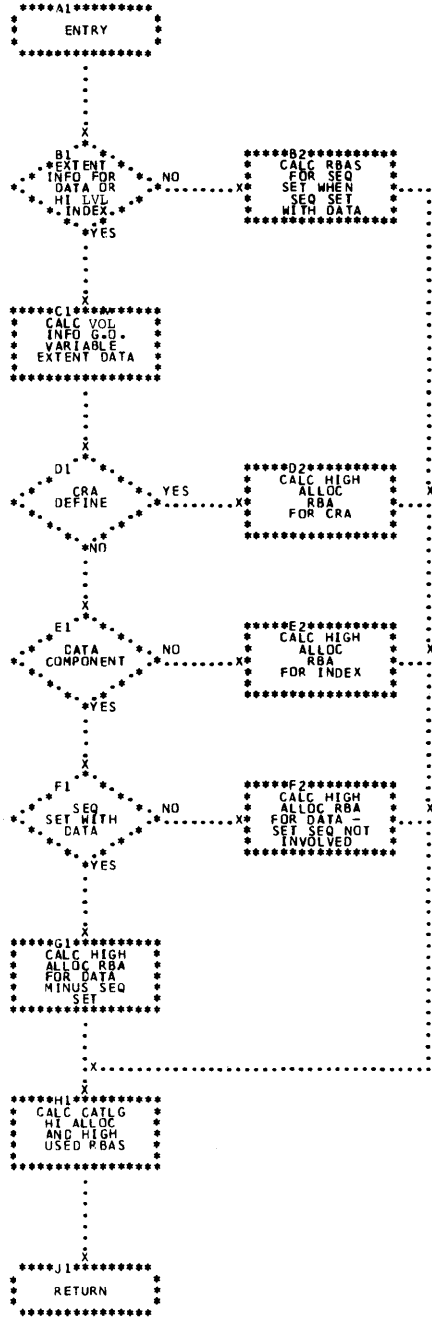 A1
ENTRY
B1
EXTENT
INFO FOR
DATA OR
HI LVL
INDEX
NO
YES
B2
CALC RBAS
FOR SEQ
SET WHEN
SEQ SET
WITH DATA
C1
CALC VOL
INFO G.O.
VARIABLE
EXTENT DATA
D1
CRA
DEFINE
YES
NO
D2
CALC HIGH
ALLOC
RBA
FOR CRA
E1
DATA
COMPONENT
NO
YES
E2
CALC HIGH
ALLOC
RBA
FOR INDEX
F1
SEQ
SET WITH
DATA
NO
YES
F2
CALC HIGH
ALLOC RBA
FOR DATA -
SET SEQ NOT
INVOLVED
G1
CALC HIGH
ALLOC RBA
FOR DATA
MINUS SEQ
SET
H1
CALC CATLG
HI ALLOC
AND HIGH
USED RBAS
J1
RETURN